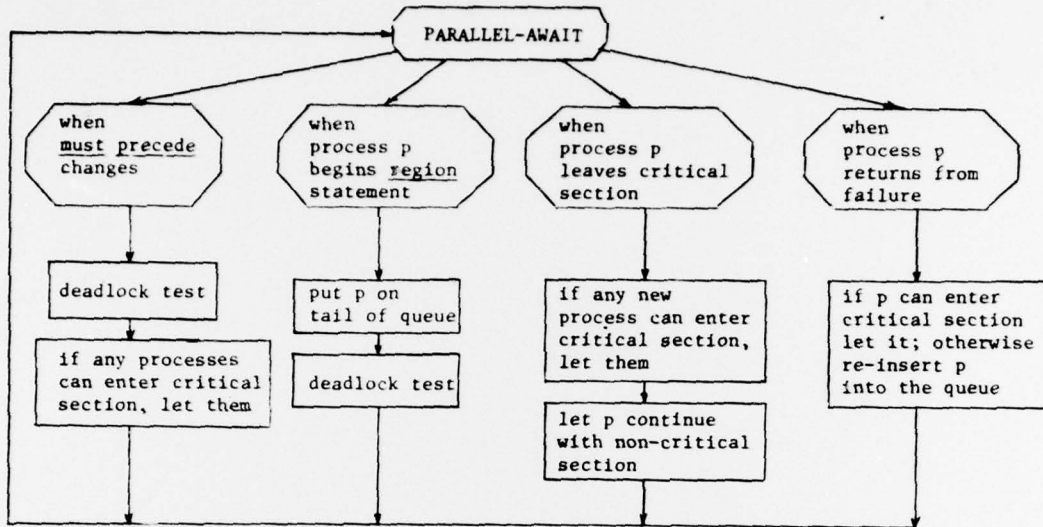 PARALLEL-AWAIT
when
must precede
changes
deadlock test
if any processes
can enter critical
section, let them
when
process p
begins region
statement
put p on
tail of queue
deadlock test
when
process p
leaves critical
section
if any new
process can enter
critical section,
let them
let p continue
with non-critical
section
when
process p
returns from
failure
if p can enter
critical section
let it; otherwise
re-insert p
into the queue